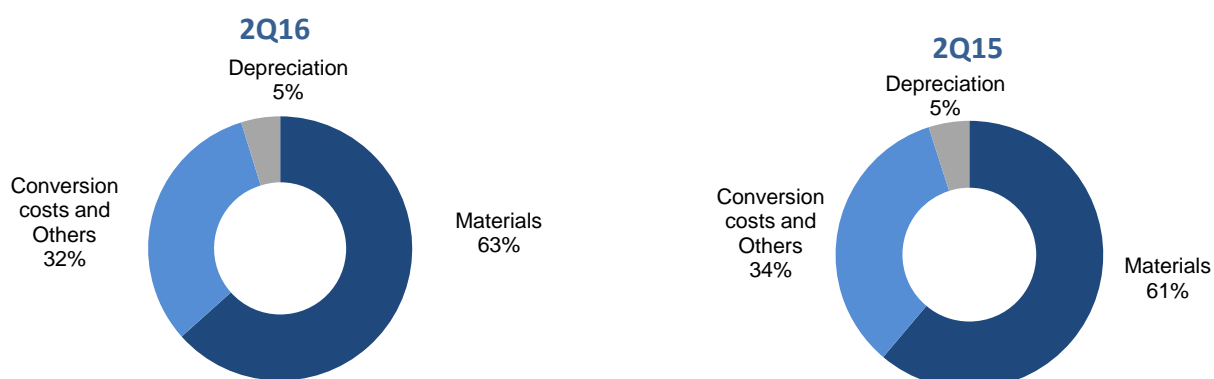 2Q16
Depreciation
5%
Conversion
costs and
Others
32%
Materials
63%
2Q15
Depreciation
5%
Conversion
costs and
Others
34%
Materials
61%